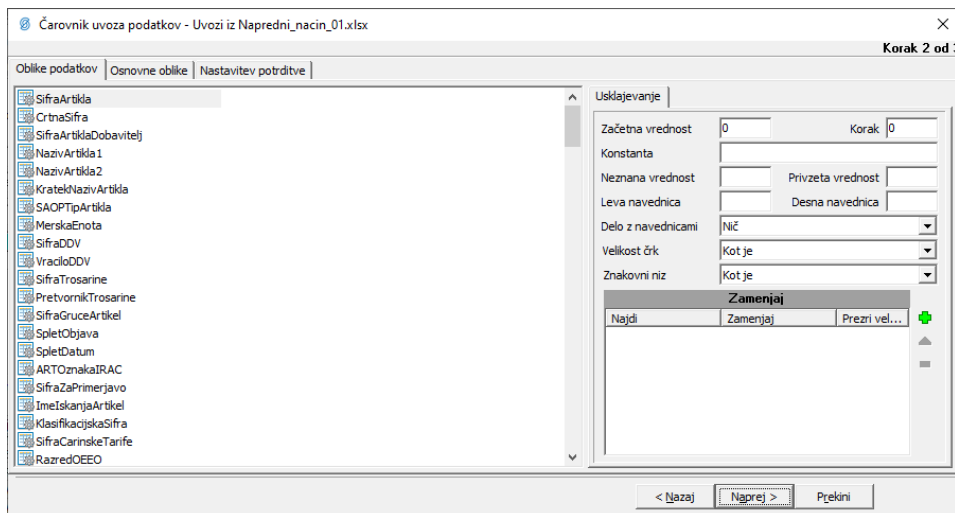 Čarovnik uvoza podatkov - Uvozi iz Napredni_nacin_01.xlsx
Korak 2 od
Oblike podatkov
Osnovne oblike
Nastavitev potrditve
SifraArtikla
CrtnaSifra
SifraArtiklaDobavitelj
NazivArtikla1
NazivArtikla2
KratekNazivArtikla
SAOPTipArtikla
MerskaEnota
SifraDDV
VraciloDDV
SifraTrosarine
PretvornikTrosarine
SifraGruceArtikel
SpletObjava
SpletDatum
ARTOznakaIRAC
SifraZaPrimerjavo
ImeIskanjaArtikel
KlasifikacijskaSifra
SifraCarinskeTarife
RazredOEEO
Usklajevanje
Začetna vrednost 0 Korak 0
Konstanta
Neznana vrednost Privzeta vrednost
Leva navednica Desna navednica
Delo z navednicami Nič
Velikost črk Kot je
Znakovni niz Kot je
Zamenjaj
Najdi Zamenjaj Prezri vel...
< Nazaj Naprej > Prekini